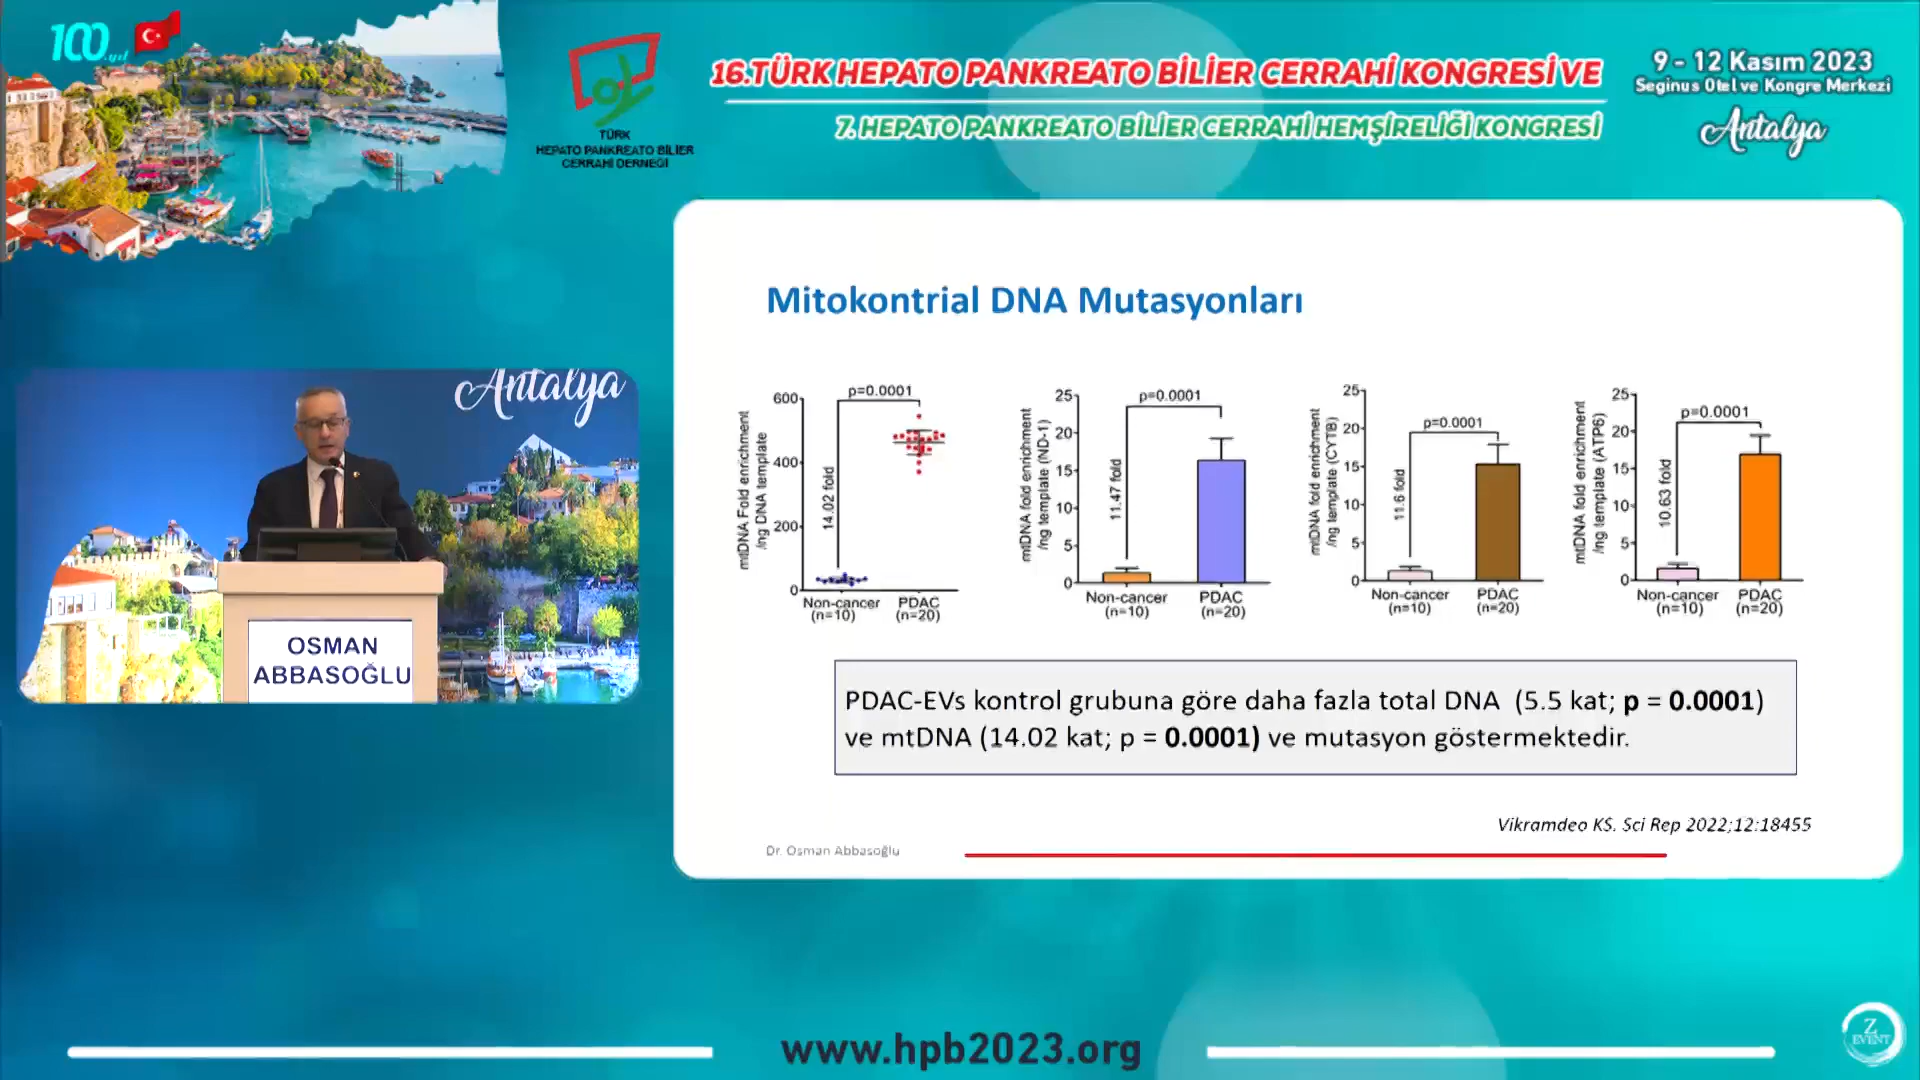 100.yıl
TÜRK
HEPATO PANKREATO BİLİER
CERRAHİ DERNEĞİ
16.TÜRK HEPATO PANKREATO BİLİER CERRAHİ KONGRESİ VE
7. HEPATO PANKREATO BİLİER CERRAHİ HEMŞİRELİĞİ KONGRESİ
9 - 12 Kasım 2023
Seginus Otel ve Kongre Merkezi
Antalya
Antalya
OSMAN
ABBASOĞLU
Mitokontrial DNA Mutasyonları
mtDNA Fold enrichment
/ng DNA template
600
400
200
0
14.02 fold
p=0.0001
Non-cancer
(n=10)
PDAC
(n=20)
mtDNA fold enrichment
/ng template (ND-1)
25
20
15
10
5
0
11.47 fold
p=0.0001
Non-cancer
(n=10)
PDAC
(n=20)
mtDNA fold enrichment
/ng template (CYTB)
25
20
15
10
5
0
11.6 fold
p=0.0001
Non-cancer
(n=10)
PDAC
(n=20)
mtDNA fold enrichment
/ng template (ATP6)
25
20
15
10
5
0
10.63 fold
p=0.0001
Non-cancer
(n=10)
PDAC
(n=20)
PDAC-EVs kontrol grubuna göre daha fazla total DNA (5.5 kat; p = 0.0001)
ve mtDNA (14.02 kat; p = 0.0001) ve mutasyon göstermektedir.
Vikramdeo KS. Sci Rep 2022;12:18455
Dr. Osman Abbasoğlu
www.hpb2023.org
Z
EVENT